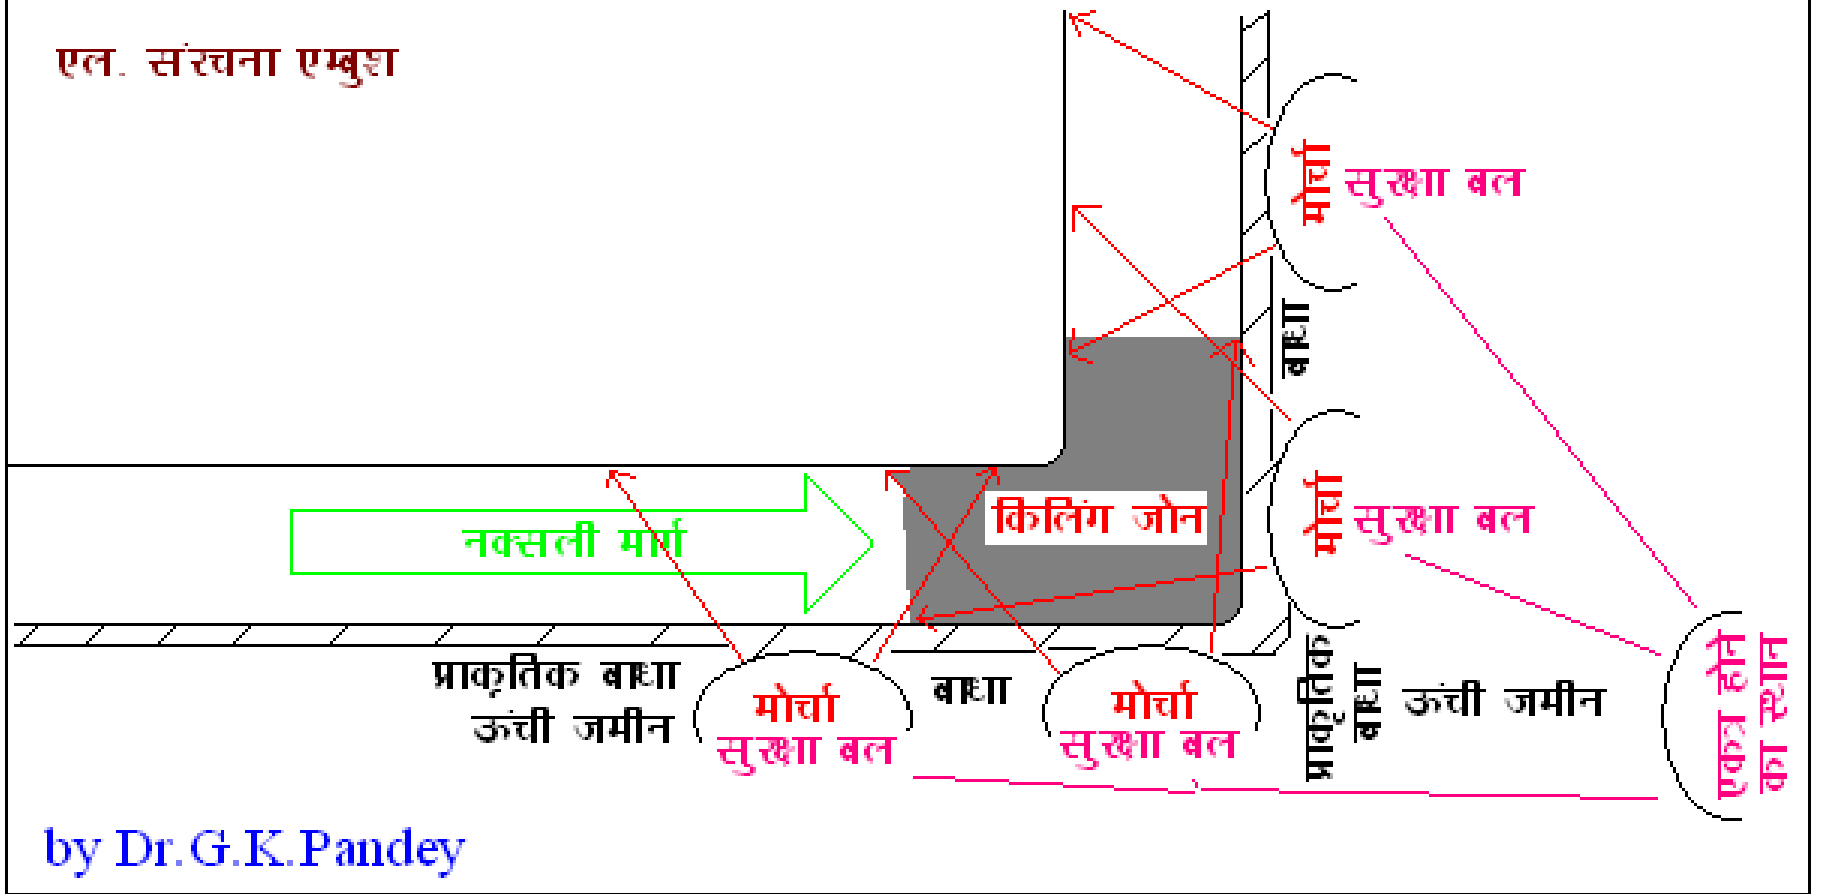 एल. संरचना एम्बुश
मोर्चा
सुरक्षा बल
बाधा
किलिंग जोन
नक्सली मार्ग
मोर्चा
सुरक्षा बल
प्राकृतिक बाधा
ऊंची जमीन
मोर्चा
सुरक्षा बल
बाधा
मोर्चा
सुरक्षा बल
प्राकृतिक
बाधा
ऊंची जमीन
एकत्र होने
का स्थान
by Dr.G.K.Pandey